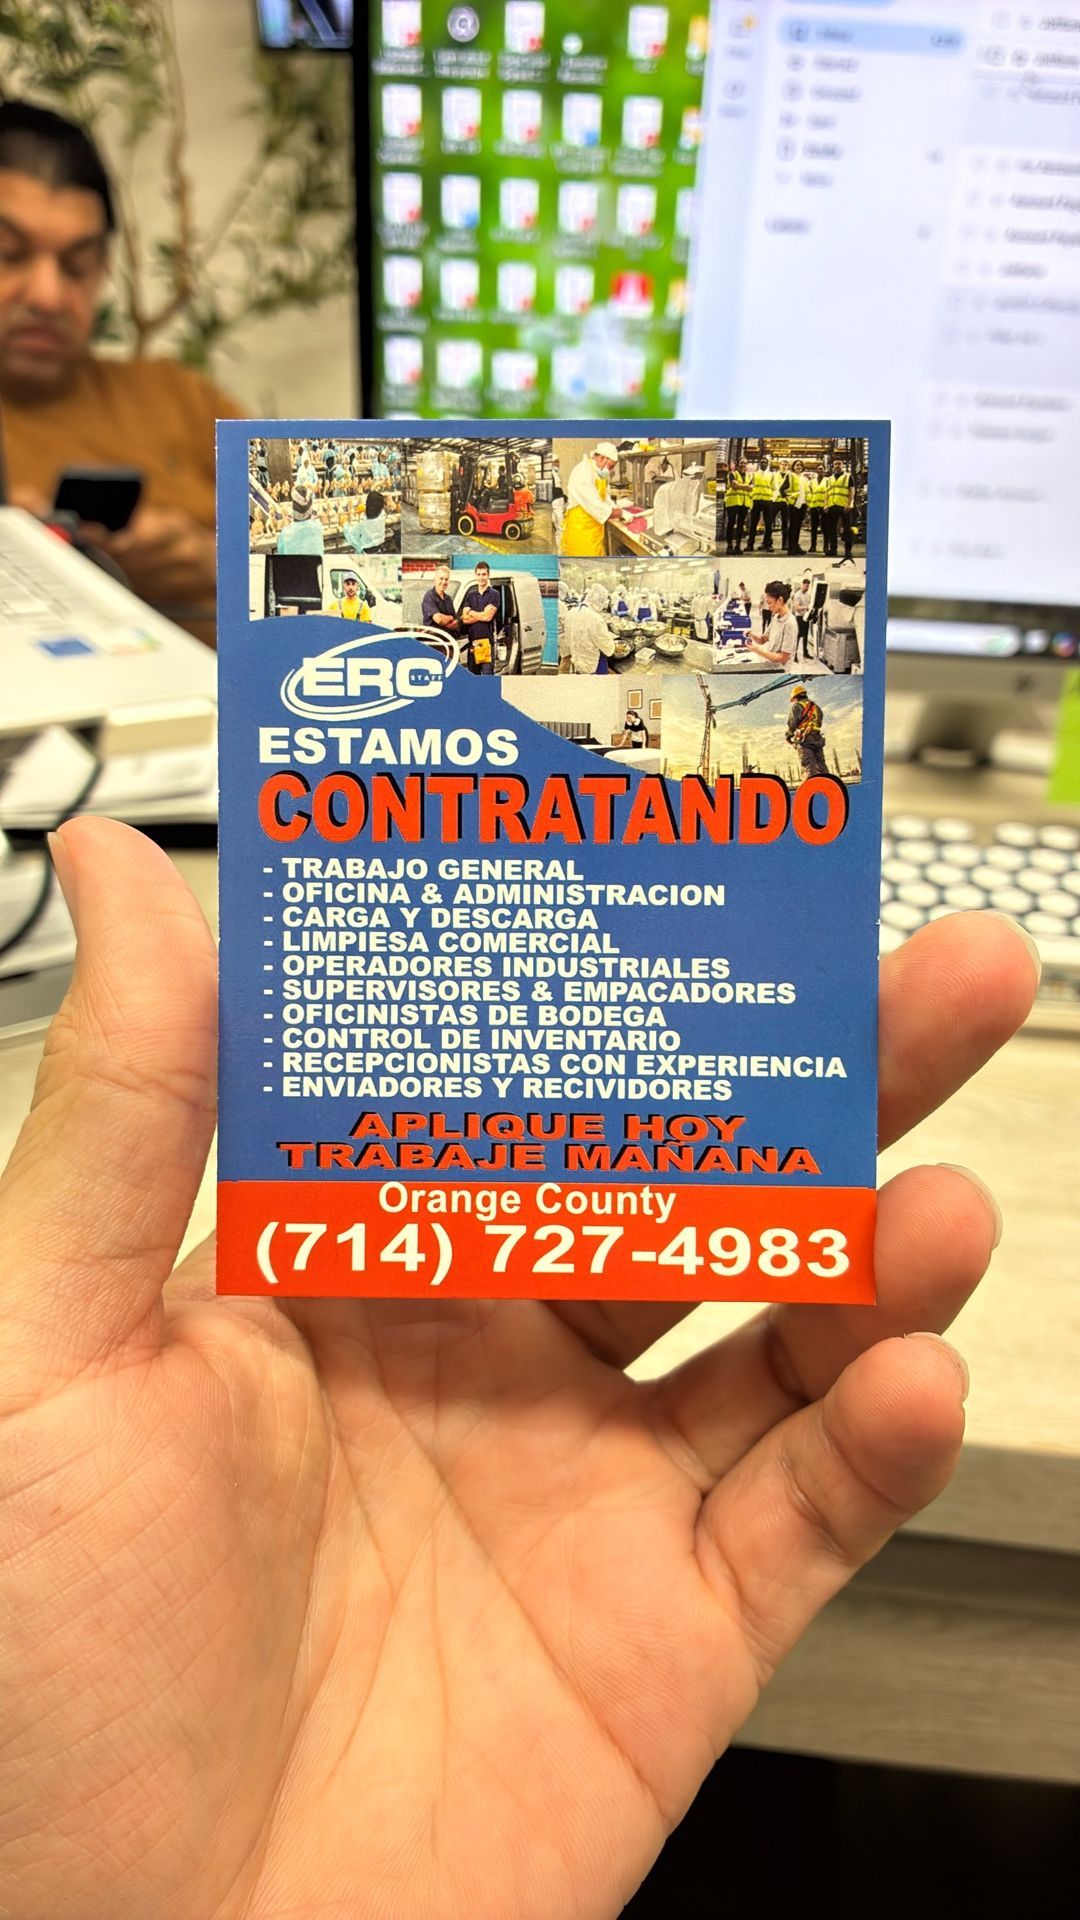 ERC
STAFF
ESTAMOS
CONTRATANDO
- TRABAJO GENERAL
- OFICINA & ADMINISTRACION
- CARGA Y DESCARGA
- LIMPIESA COMERCIAL
- OPERADORES INDUSTRIALES
- SUPERVISORES & EMPACADORES
- OFICINISTAS DE BODEGA
- CONTROL DE INVENTARIO
- RECEPCIONISTAS CON EXPERIENCIA
- ENVIADORES Y RECIVIDORES
APLIQUE HOY
TRABAJE MAÑANA
Orange County
(714) 727-4983